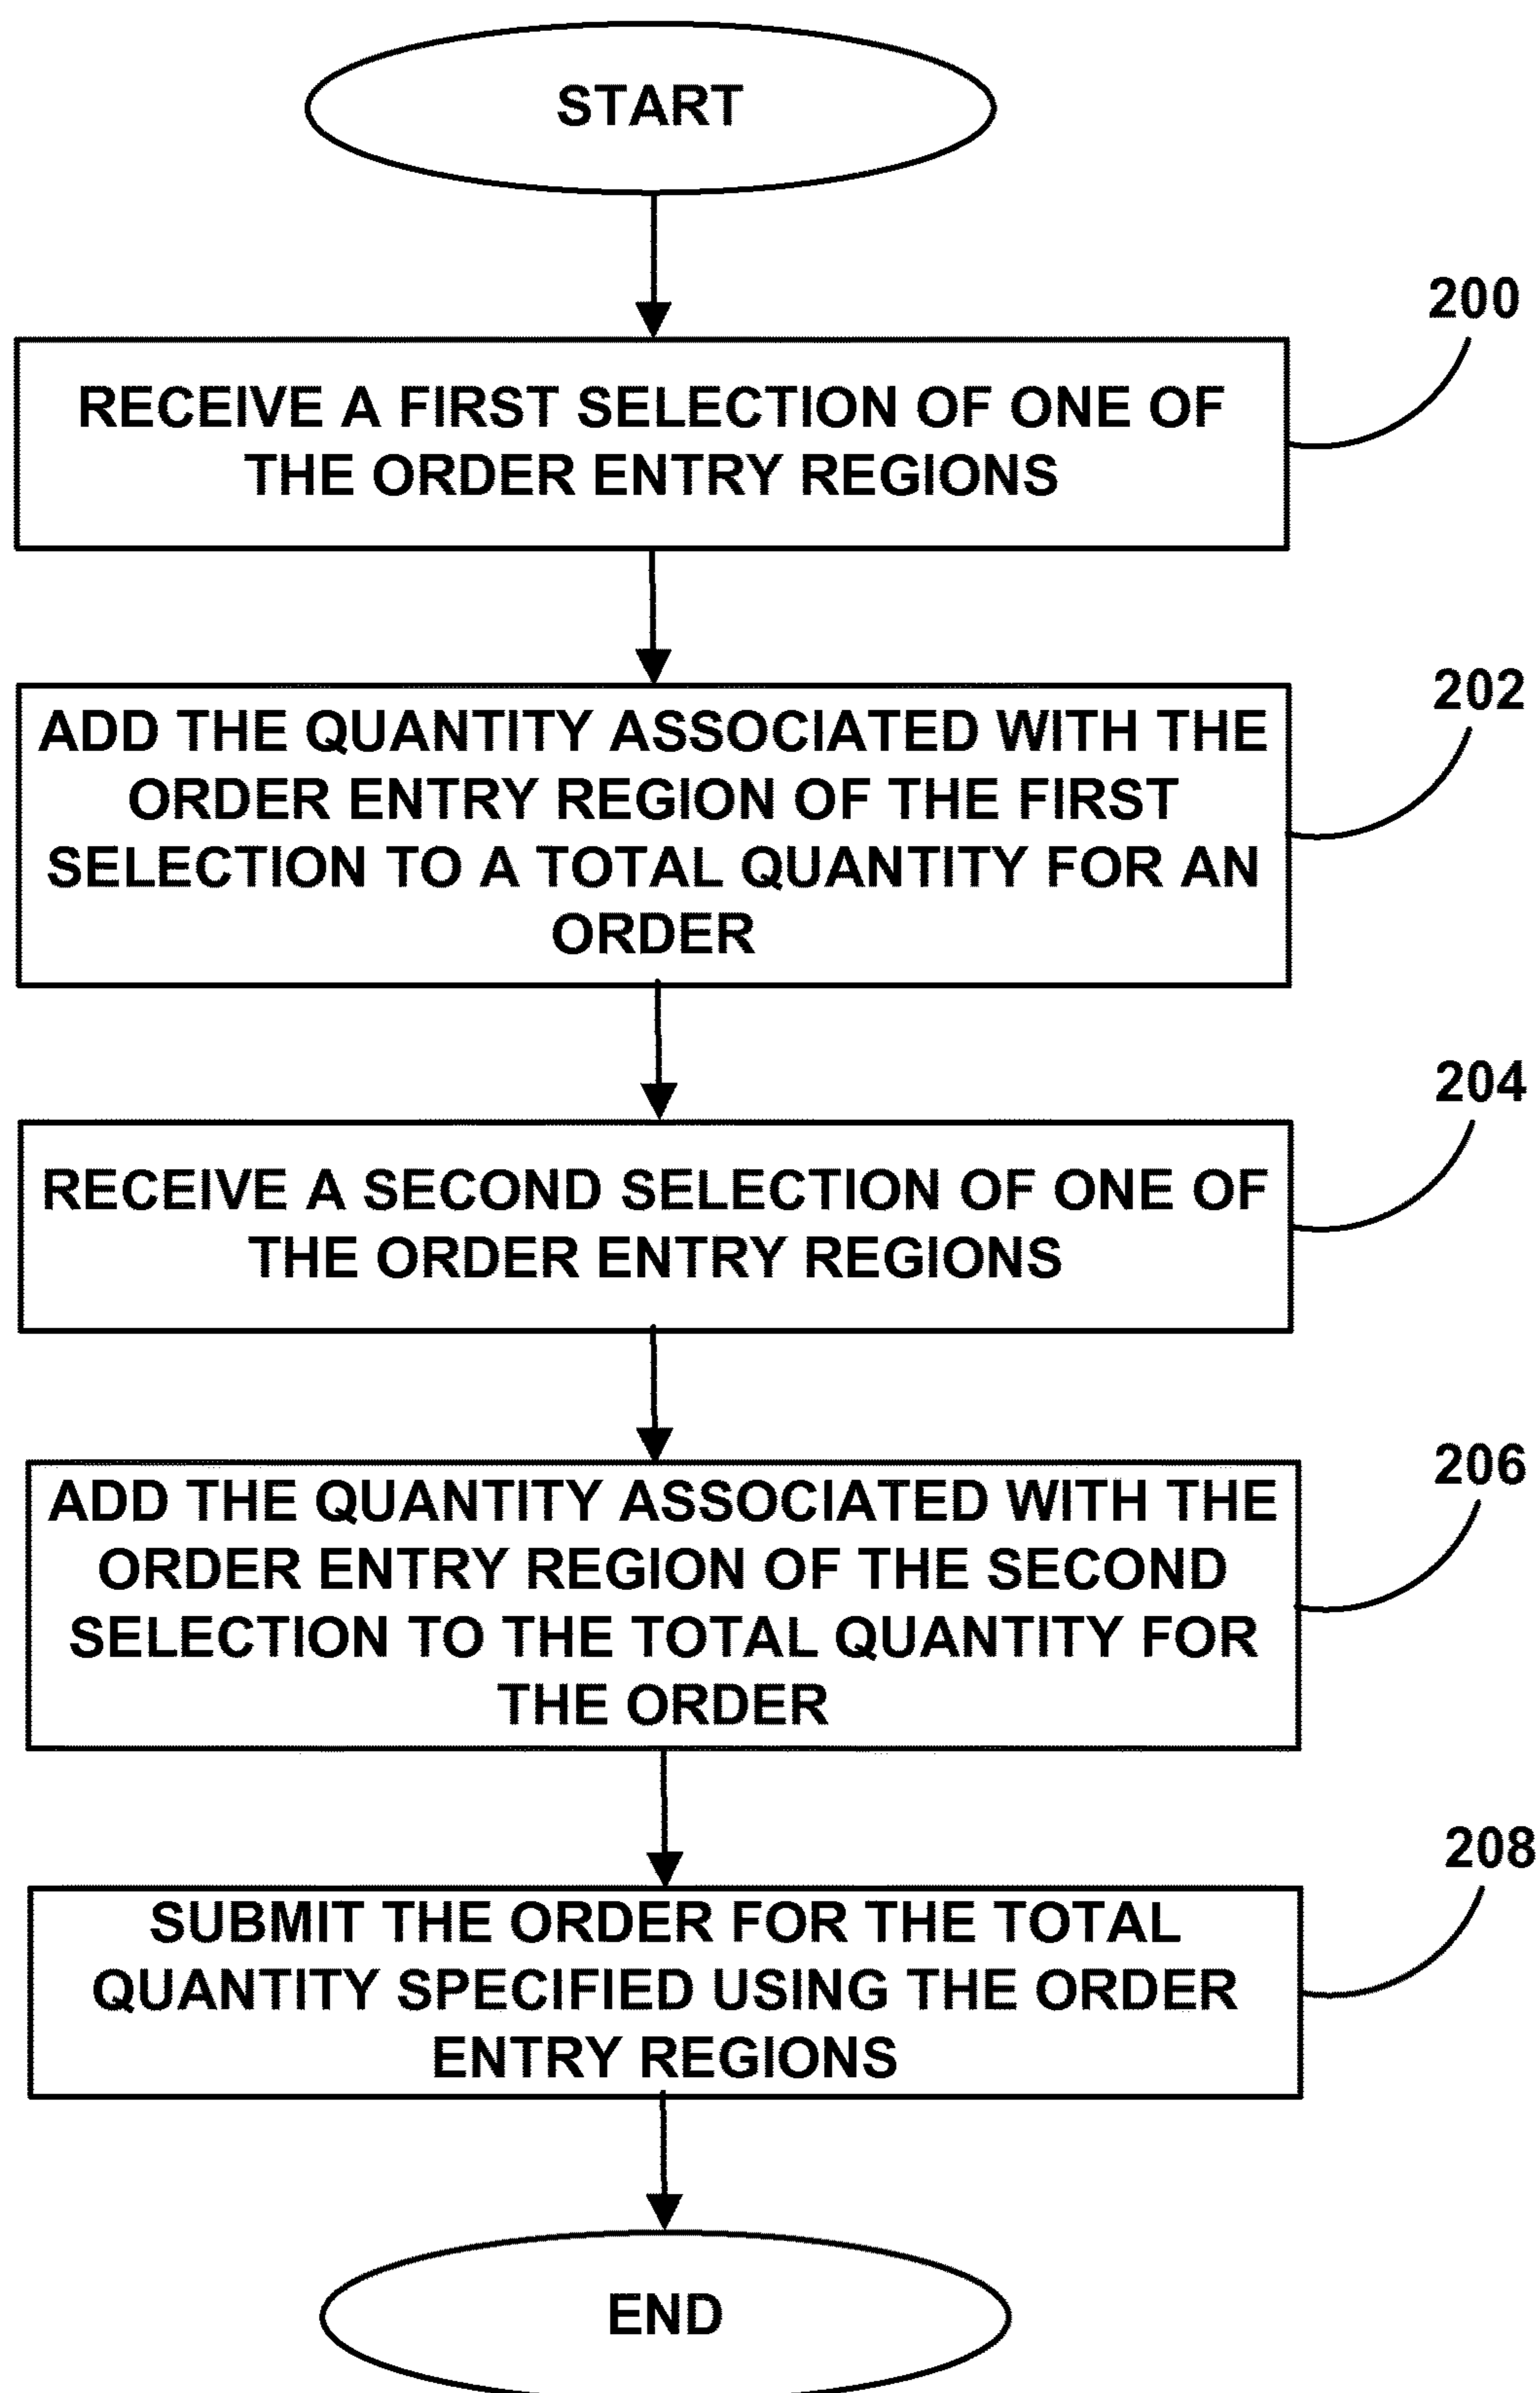 START
200
RECEIVE A FIRST SELECTION OF ONE OF
THE ORDER ENTRY REGIONS
202
ADD THE QUANTITY ASSOCIATED WITH THE
ORDER ENTRY REGION OF THE FIRST
SELECTION TO A TOTAL QUANTITY FOR AN
ORDER
204
RECEIVE A SECOND SELECTION OF ONE OF
THE ORDER ENTRY REGIONS
206
ADD THE QUANTITY ASSOCIATED WITH THE
ORDER ENTRY REGION OF THE SECOND
SELECTION TO THE TOTAL QUANTITY FOR
THE ORDER
208
SUBMIT THE ORDER FOR THE TOTAL
QUANTITY SPECIFIED USING THE ORDER
ENTRY REGIONS
END